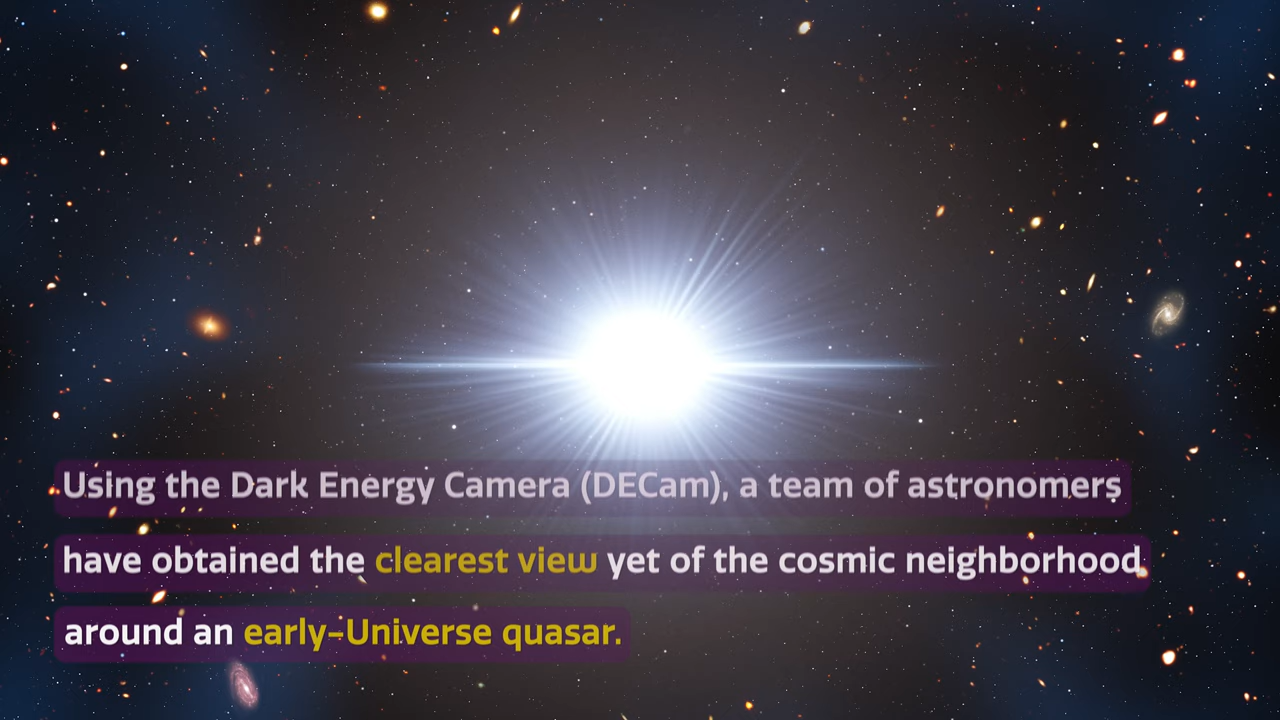 Using the Dark Energy Camera (DECam), a team of astronomers
have obtained the clearest view yet of the cosmic neighborhood
around an early-Universe quasar.